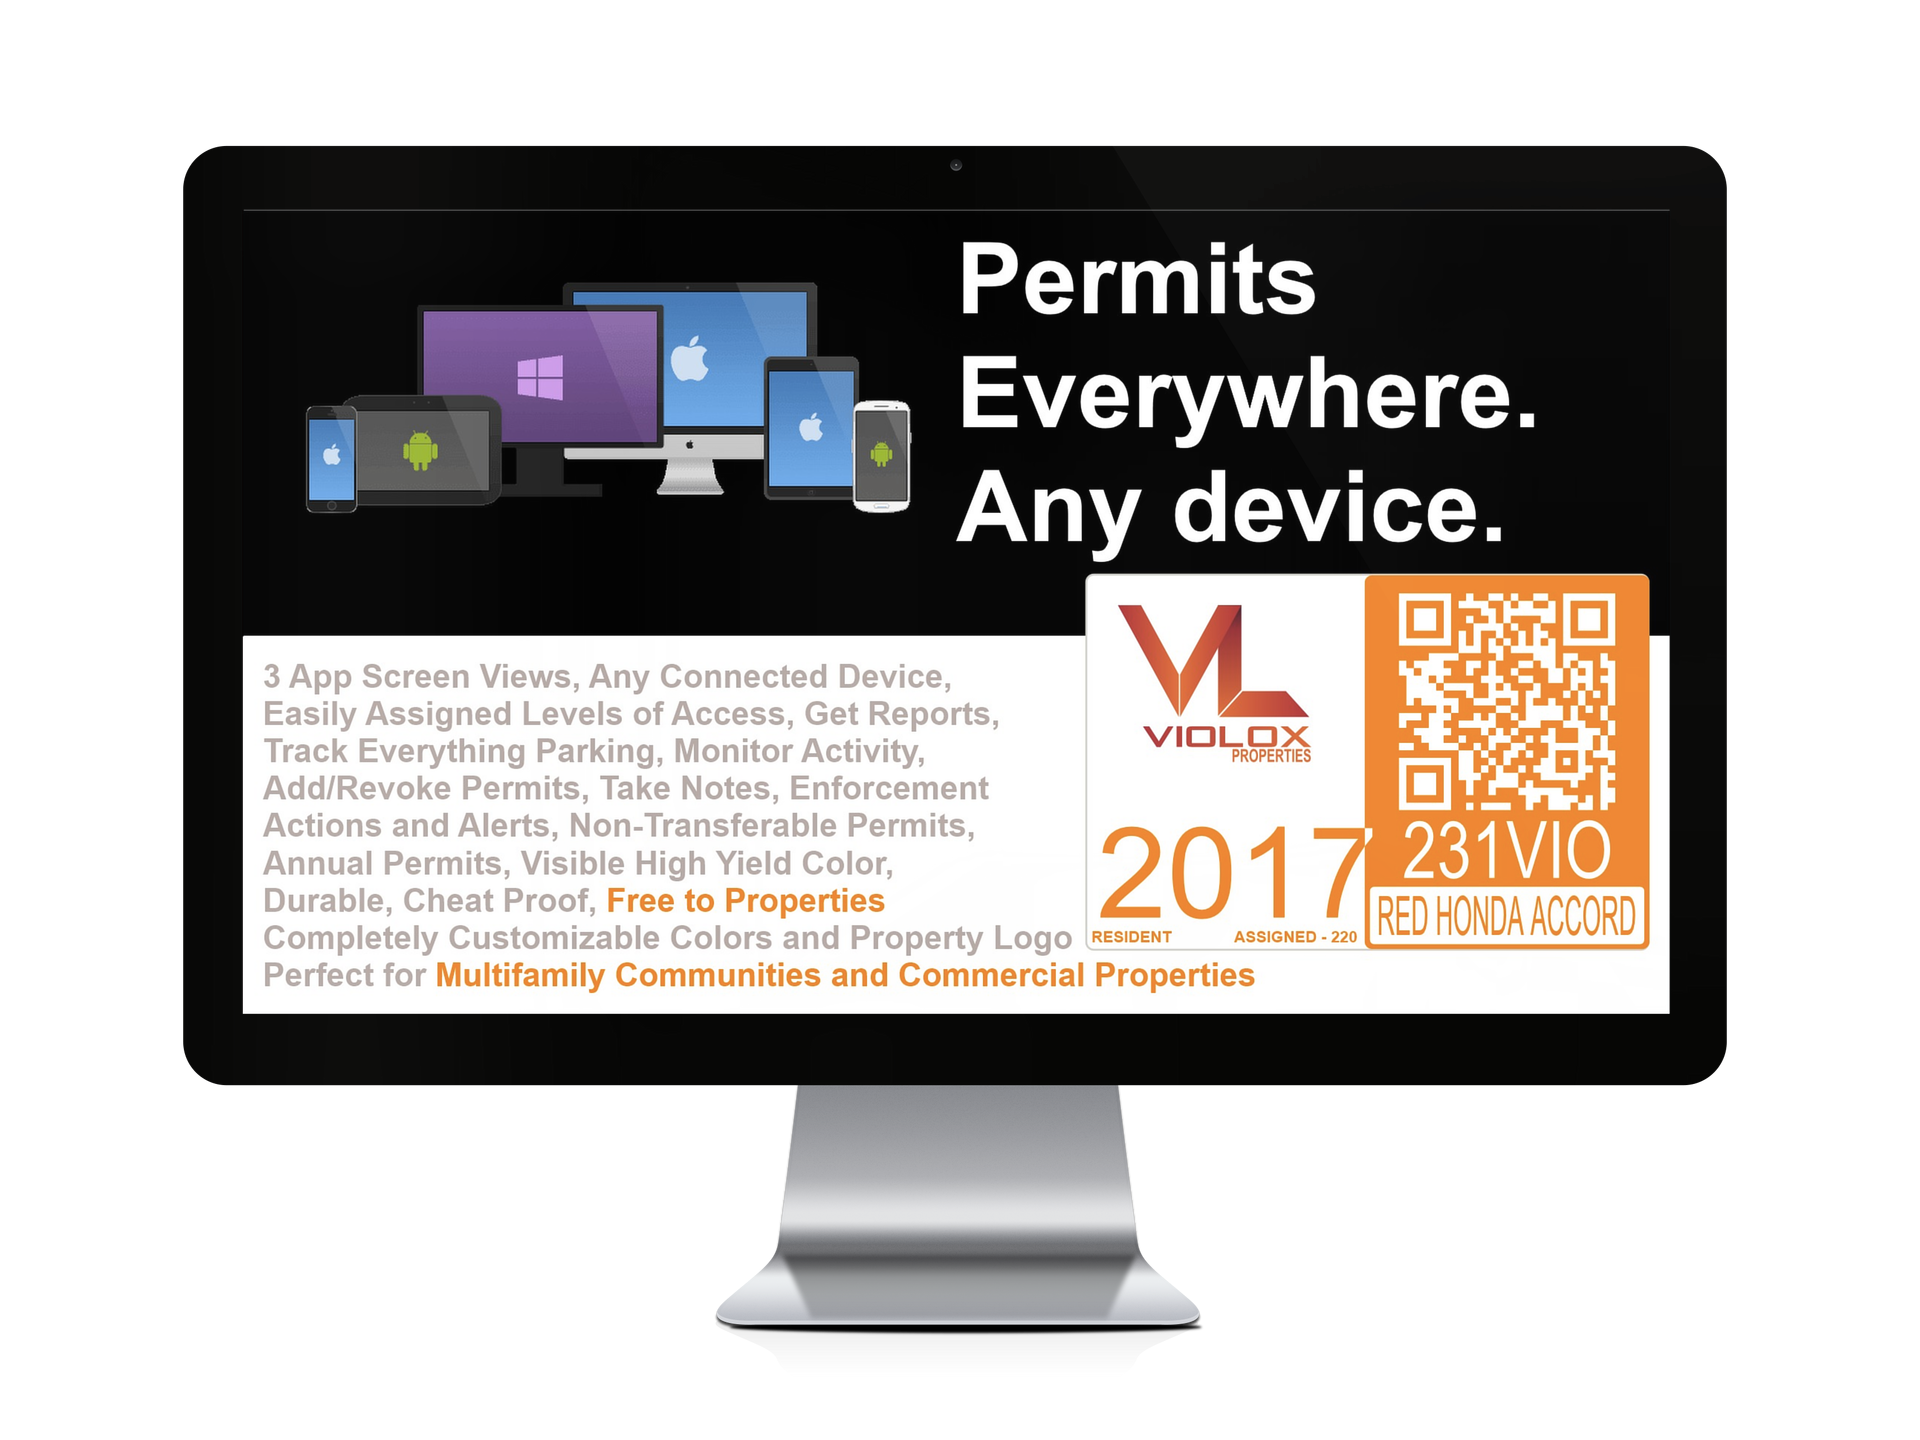 Permits
Everywhere.
Any device.
3 App Screen Views, Any Connected Device,
Easily Assigned Levels of Access, Get Reports,
Track Everything Parking, Monitor Activity,
Add/Revoke Permits, Take Notes, Enforcement
Actions and Alerts, Non-Transferable Permits,
Annual Permits, Visible High Yield Color,
Durable, Cheat Proof, Free to Properties
Completely Customizable Colors and Property Logo
Perfect for Multifamily Communities and Commercial Properties
VL
VIOLOX
PROPERTIES
2017
RESIDENT ASSIGNED - 220
231VIO
RED HONDA ACCORD